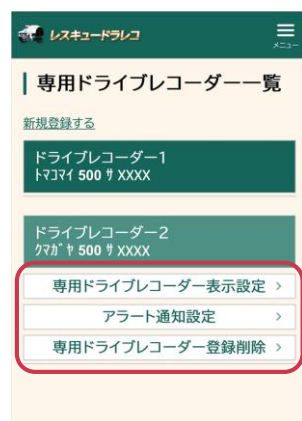 レスキュードラレコ
メニュー
専用ドライブレコーダー一覧
新規登録する
ドライブレコーダー1
トマコマイ 500 サ XXXX
ドライブレコーダー2
クマガヤ 500 サ XXXX
専用ドライブレコーダー表示設定 >
アラート通知設定 >
専用ドライブレコーダー登録削除 >